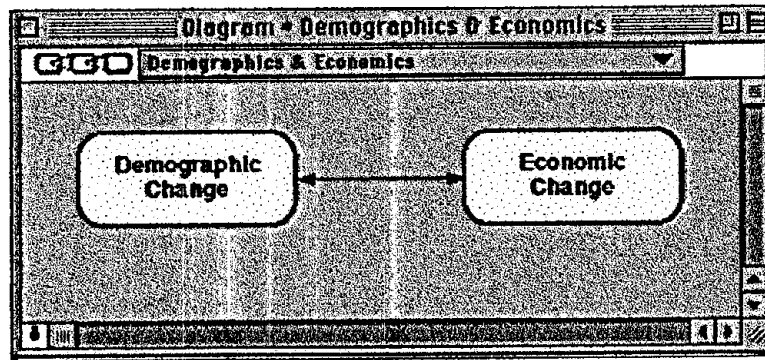 Diagram • Demographics & Economics
Demographics & Economics
Demographic
Change
Economic
Change